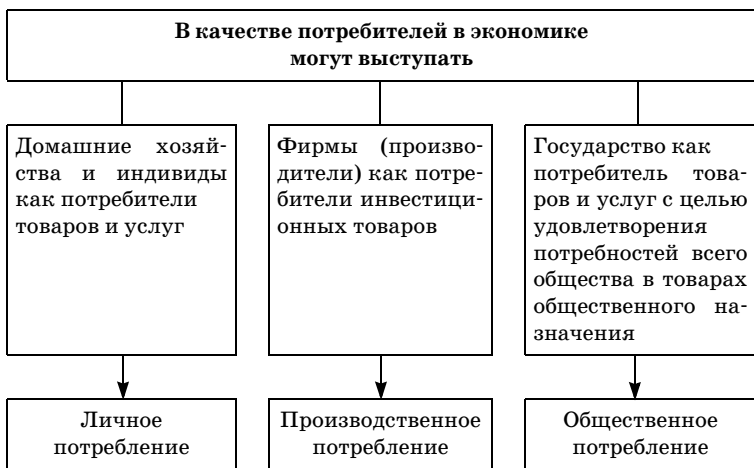 В качестве потребителей в экономике
могут выступать
Домашние хозяй-
ства и индивиды
как потребители
товаров и услуг
Фирмы (произво-
дители) как потре-
бители инвестици-
онных товаров
Государство как
потребитель това-
ров и услуг с целью
удовлетворения
потребностей всего
общества в товарах
общественного на-
значения
Личное
потребление
Производственное
потребление
Общественное
потребление